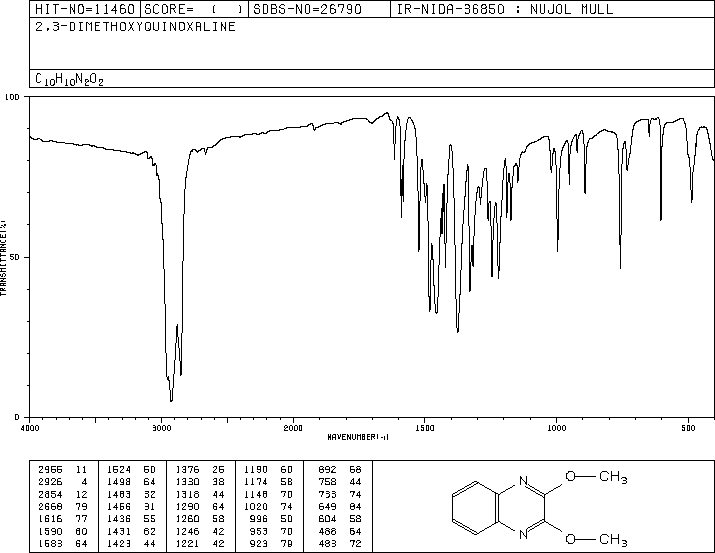 HIT-NO=11460 SCORE= ( ) SDBS-NO=26790 IR-NIDA-36850 : NUJOL MULL
2,3-DIMETHOXYQUINOXALINE
C10H10N2O2
100
TRANSMITTANCE(%)
50
0
4000 3000 2000 1500 1000 500
WAVENUMBER(-1)
2955 11 1524 50 1376 26 1190 60 892 68
2926 4 1498 64 1330 38 1174 58 758 44
2854 12 1483 32 1318 44 1148 70 733 74
2668 79 1456 31 1290 64 1020 74 649 84
1616 77 1436 55 1260 58 996 50 604 58
1590 60 1431 62 1246 42 953 70 488 64
1583 64 1423 44 1221 42 923 79 483 72
N O CH3
N O CH3